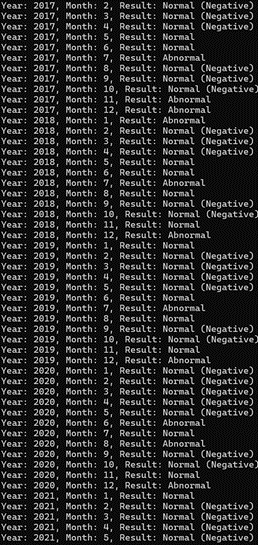 Year: 2017, Month: 2, Result: Normal (Negative)
Year: 2017, Month: 3, Result: Normal (Negative)
Year: 2017, Month: 4, Result: Normal (Negative)
Year: 2017, Month: 5, Result: Normal
Year: 2017, Month: 6, Result: Normal
Year: 2017, Month: 7, Result: Abnormal
Year: 2017, Month: 8, Result: Normal (Negative)
Year: 2017, Month: 9, Result: Normal (Negative)
Year: 2017, Month: 10, Result: Normal (Negative)
Year: 2017, Month: 11, Result: Abnormal
Year: 2017, Month: 12, Result: Abnormal
Year: 2018, Month: 1, Result: Abnormal
Year: 2018, Month: 2, Result: Normal (Negative)
Year: 2018, Month: 3, Result: Normal (Negative)
Year: 2018, Month: 4, Result: Normal (Negative)
Year: 2018, Month: 5, Result: Normal
Year: 2018, Month: 6, Result: Normal
Year: 2018, Month: 7, Result: Abnormal
Year: 2018, Month: 8, Result: Normal
Year: 2018, Month: 9, Result: Normal (Negative)
Year: 2018, Month: 10, Result: Normal (Negative)
Year: 2018, Month: 11, Result: Normal
Year: 2018, Month: 12, Result: Abnormal
Year: 2019, Month: 1, Result: Normal
Year: 2019, Month: 2, Result: Normal (Negative)
Year: 2019, Month: 3, Result: Normal (Negative)
Year: 2019, Month: 4, Result: Normal (Negative)
Year: 2019, Month: 5, Result: Normal (Negative)
Year: 2019, Month: 6, Result: Normal
Year: 2019, Month: 7, Result: Abnormal
Year: 2019, Month: 8, Result: Normal
Year: 2019, Month: 9, Result: Normal (Negative)
Year: 2019, Month: 10, Result: Normal (Negative)
Year: 2019, Month: 11, Result: Normal
Year: 2019, Month: 12, Result: Abnormal
Year: 2020, Month: 1, Result: Normal (Negative)
Year: 2020, Month: 2, Result: Normal (Negative)
Year: 2020, Month: 3, Result: Normal (Negative)
Year: 2020, Month: 4, Result: Normal (Negative)
Year: 2020, Month: 5, Result: Normal (Negative)
Year: 2020, Month: 6, Result: Abnormal
Year: 2020, Month: 7, Result: Normal
Year: 2020, Month: 8, Result: Abnormal
Year: 2020, Month: 9, Result: Normal (Negative)
Year: 2020, Month: 10, Result: Normal (Negative)
Year: 2020, Month: 11, Result: Normal
Year: 2020, Month: 12, Result: Abnormal
Year: 2021, Month: 1, Result: Normal
Year: 2021, Month: 2, Result: Normal (Negative)
Year: 2021, Month: 3, Result: Normal (Negative)
Year: 2021, Month: 4, Result: Normal (Negative)
Year: 2021, Month: 5, Result: Normal (Negative)